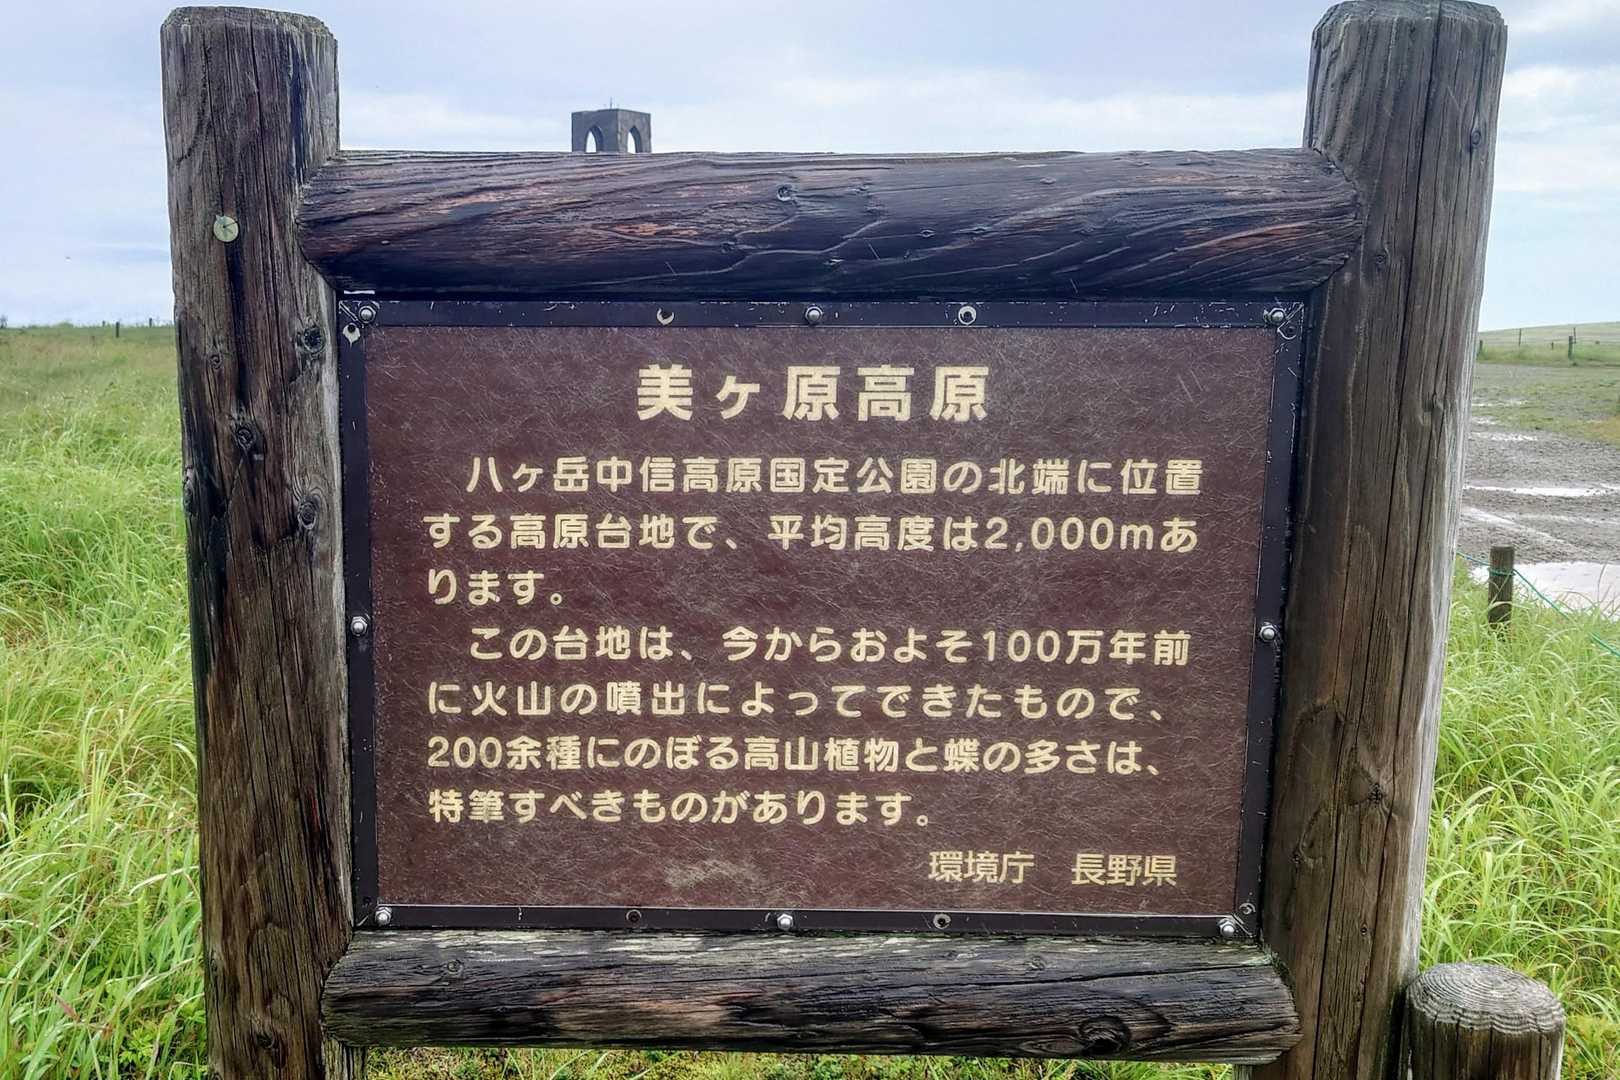 美ヶ原高原
八ヶ岳中信高原国定公園の北端に位置
する高原台地で、平均高度は2,000mあ
ります。
この台地は、今からおよそ100万年前
に火山の噴出によってできたもので、
200余種にのぼる高山植物と蝶の多さは、
特筆すべきものがあります。
環境庁　長野県